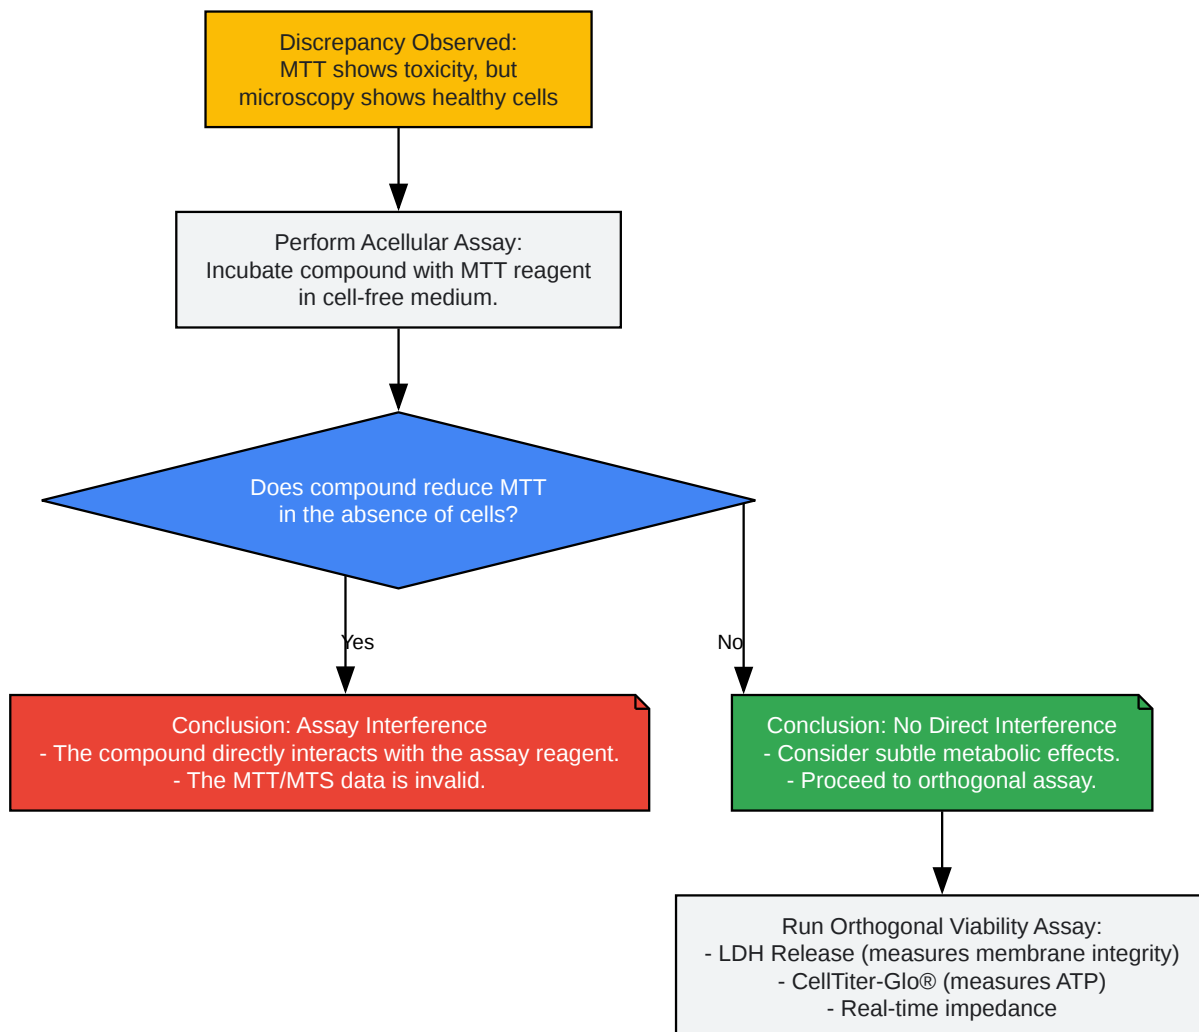 Discrepancy Observed:
MTT shows toxicity, but
microscopy shows healthy cells
Perform Acellular Assay:
Incubate compound with MTT reagent
in cell-free medium.
Does compound reduce MTT
in the absence of cells?
Yes
No
Conclusion: Assay Interference
- The compound directly interacts with the assay reagent.
- The MTT/MTS data is invalid.
Conclusion: No Direct Interference
- Consider subtle metabolic effects.
- Proceed to orthogonal assay.
Run Orthogonal Viability Assay:
- LDH Release (measures membrane integrity)
- CellTiter-Glo® (measures ATP)
- Real-time impedance